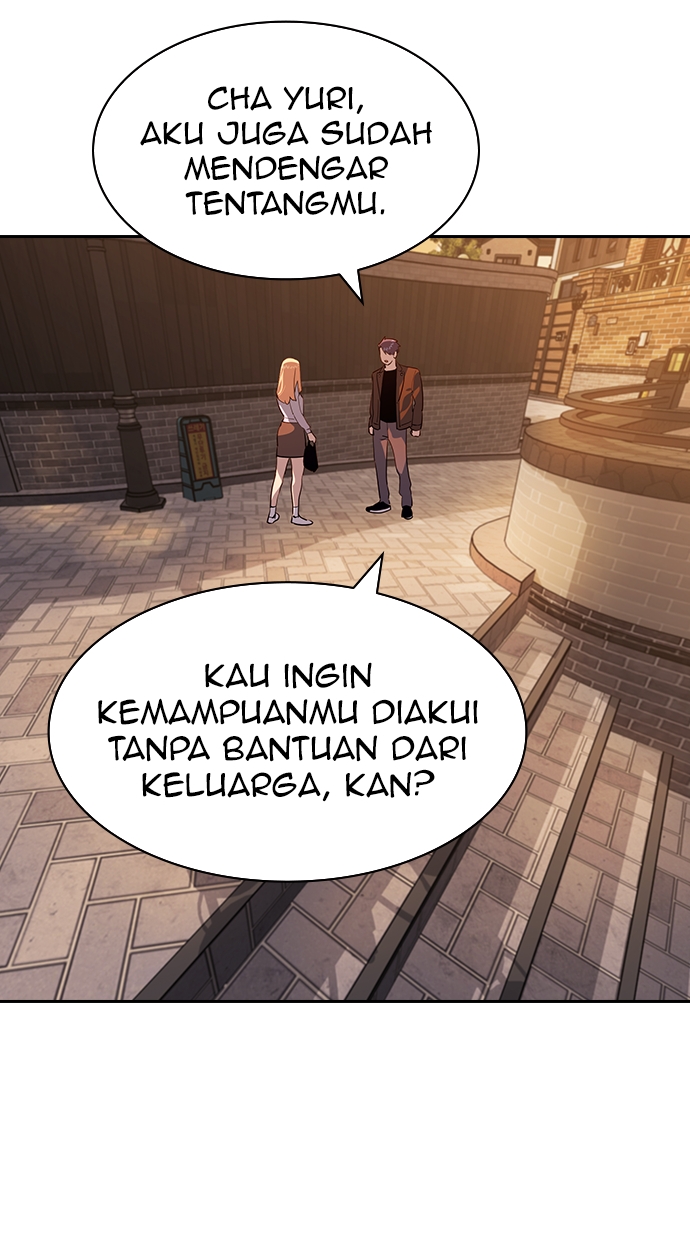 CHA YURI,
AKU JUGA SUDAH
MENDENGAR
TENTANGMU.
KAU INGIN
KEMAMPUANMU DIAKUI
TANPA BANTUAN DARI
KELUARGA, KAN?